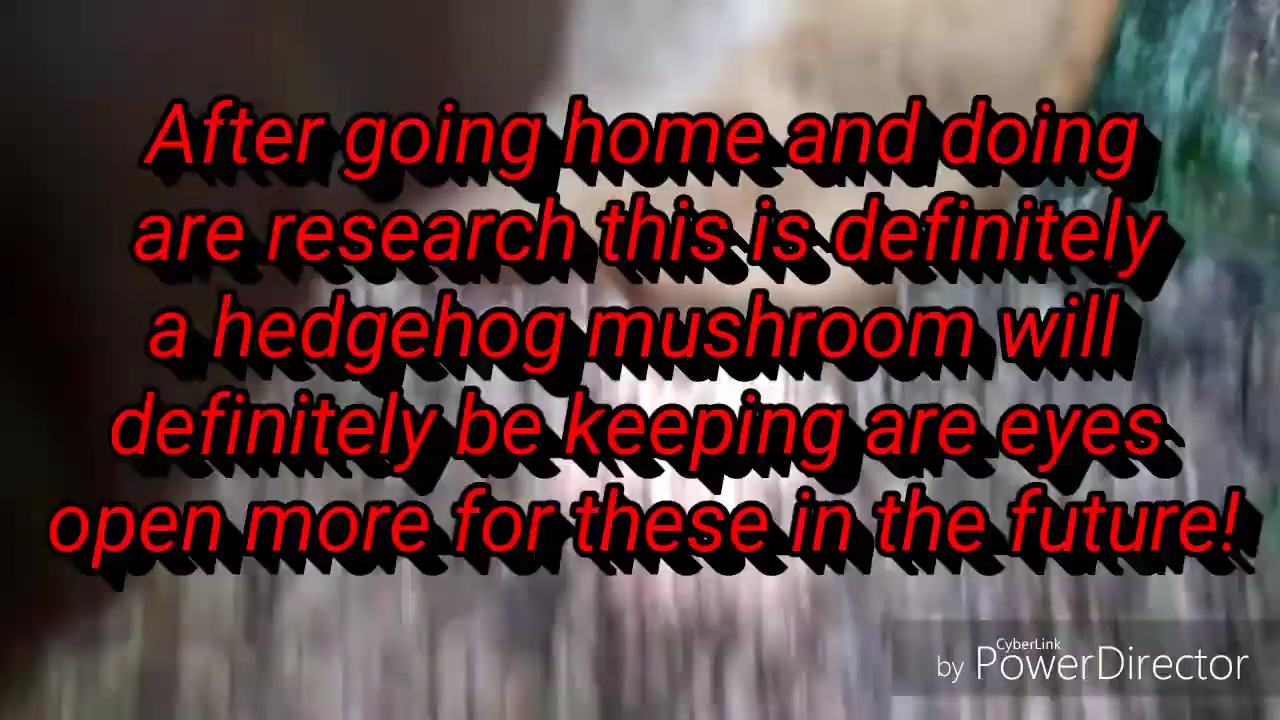 After going home and doing
are research this is definitely
a hedgehog mushroom will
definitely be keeping are eyes
open more for these in the future!
CyberLink
by PowerDirector